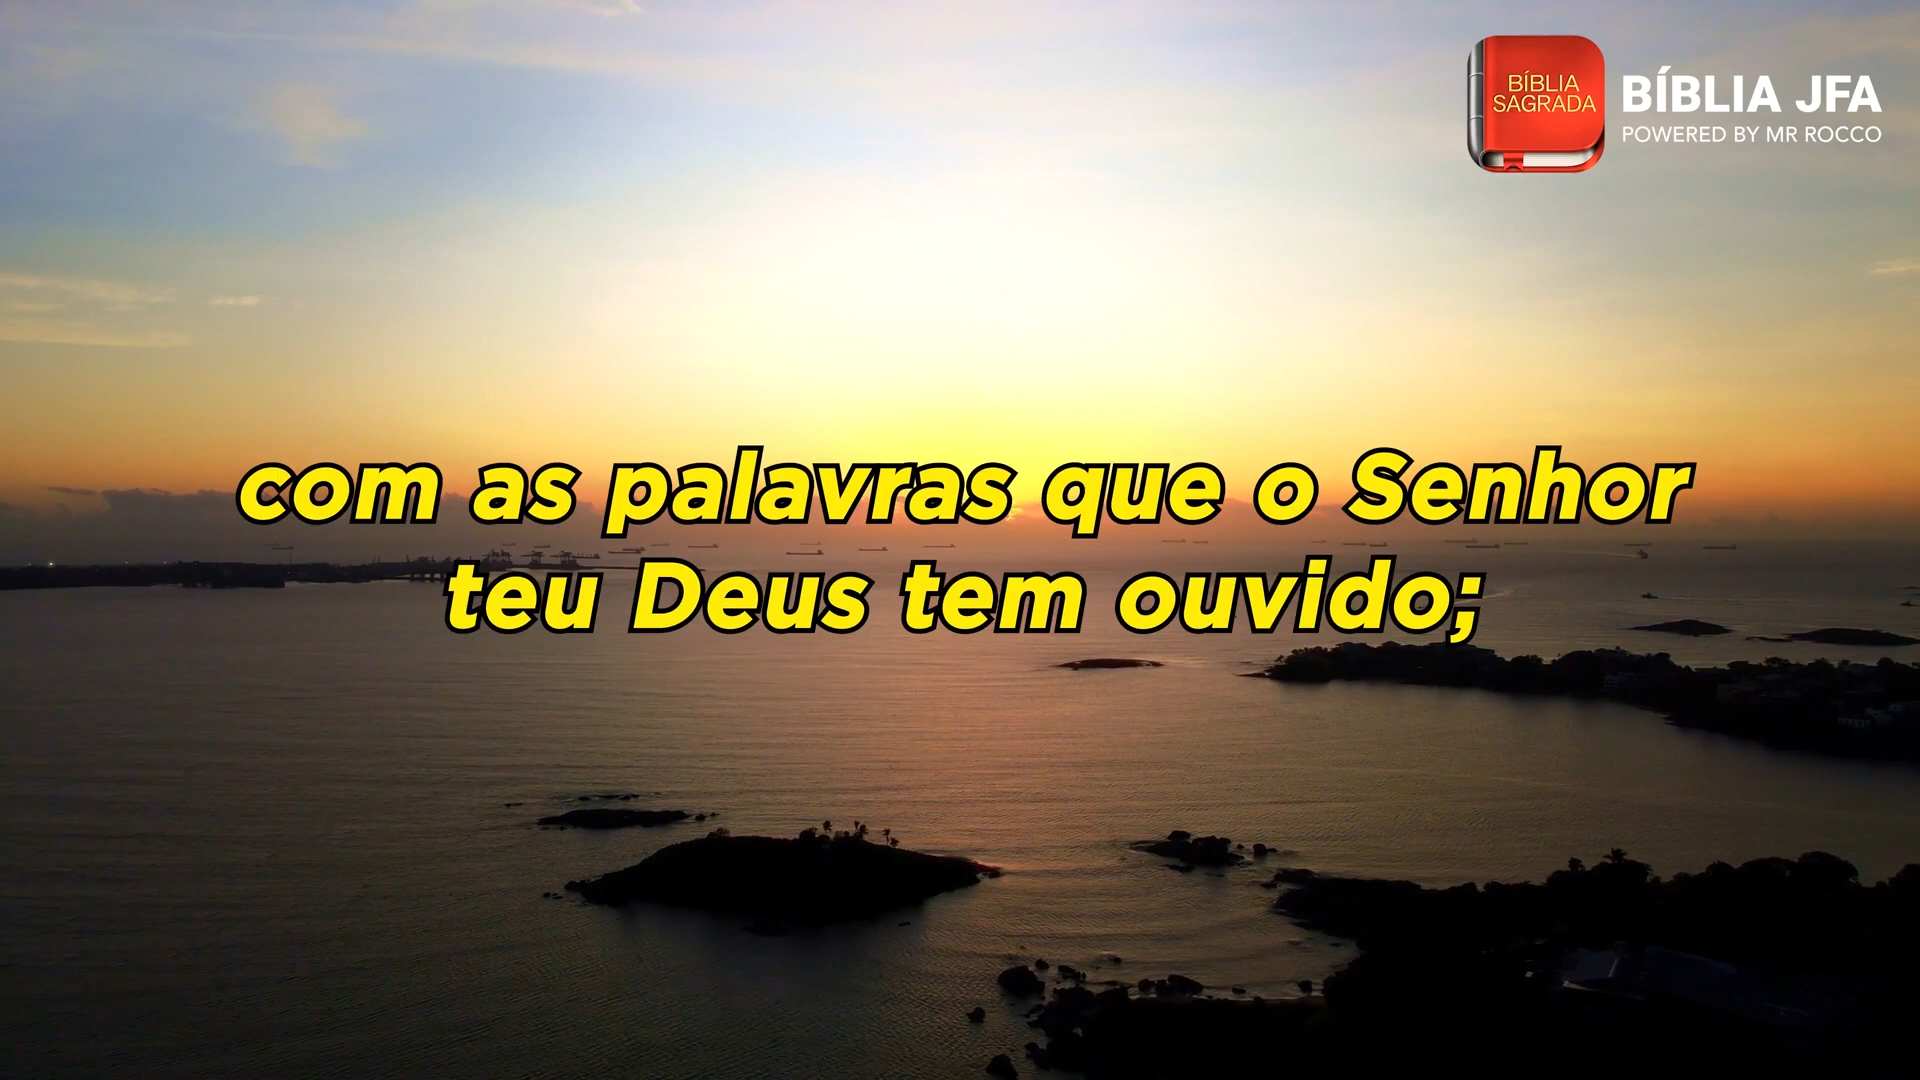 BÍBLIA
SAGRADA
BÍBLIA JFA
POWERED BY MR ROCCO
com as palavras que o Senhor
teu Deus tem ouvido;